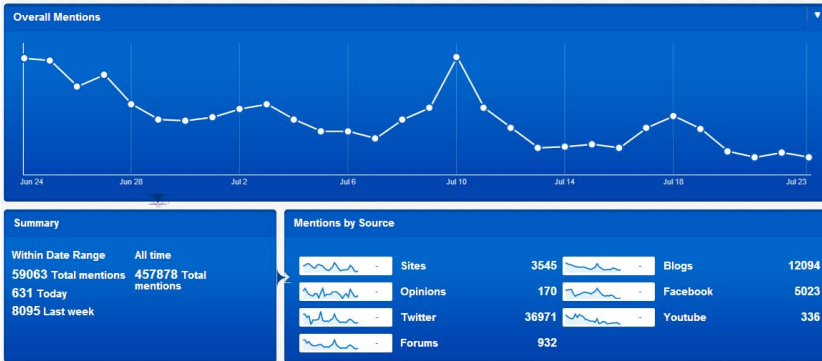 Overall Mentions
Jun 24 Jun 28 Jul 2 Jul 6 Jul 10 Jul 14 Jul 18 Jul 23
Summary
Within Date Range All time
59063 Total mentions 457878 Total mentions
631 Today
8095 Last week
Mentions by Source
Sites 3545 Blogs 12094
Opinions 170 Facebook 5023
Twitter 36971 Youtube 336
Forums 932